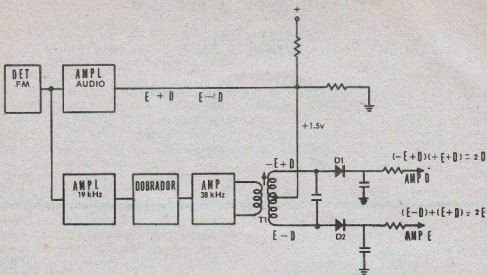 +
DET
FM
AMPL
AUDIO
E + D E-D
+1.5v
AMPL
19 kHz
DOBRADOR
AMP
38 kHz
T1
-E+D
D1
(-E+D)(+E+D)=2D
AMP D
E-D
D2
(E-D)+(E+D)=2E
AMP E